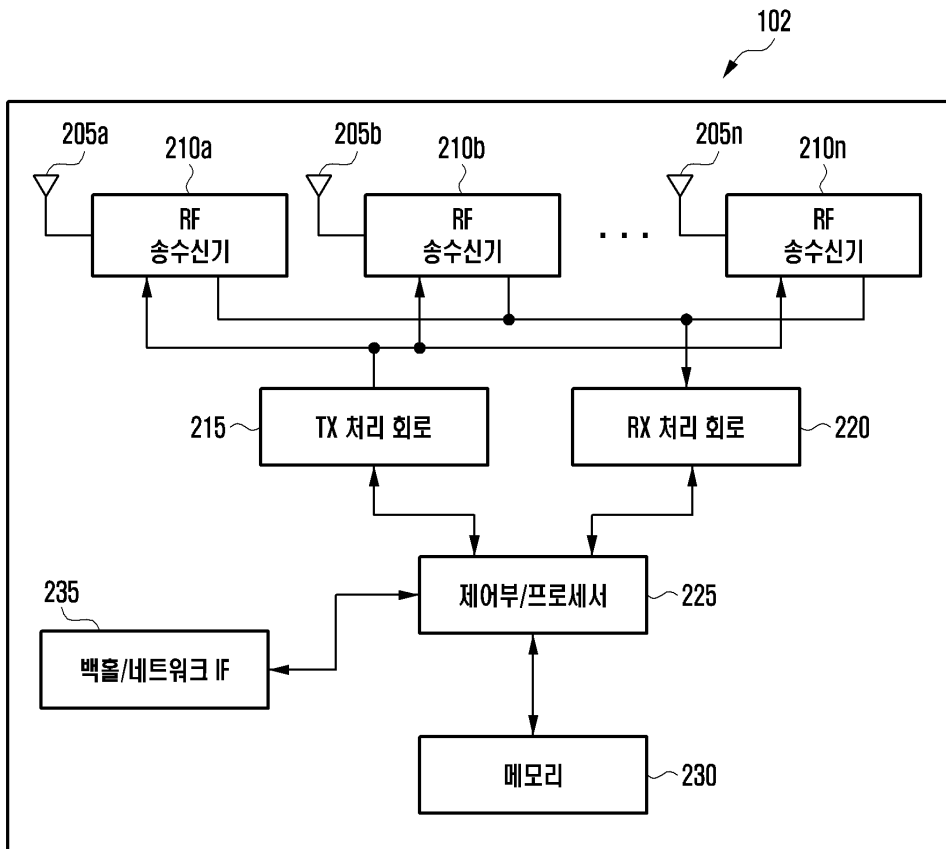 102
205a
210a
205b
210b
205n
210n
RF
송수신기
RF
송수신기
...
RF
송수신기
215
TX 처리 회로
RX 처리 회로
220
235
제어부/프로세서
225
백홀/네트워크 IF
메모리
230